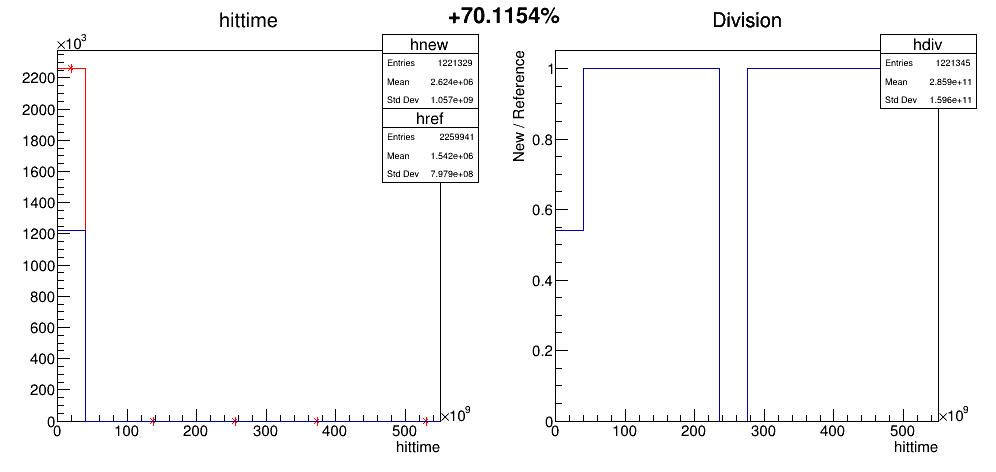 +70.1154%
hittime
×10³
hnew
Entries 1221329
Mean 2.624e+06
Std Dev 1.057e+09
href
Entries 2259941
Mean 1.542e+06
Std Dev 7.979e+08
2200
2000
1800
1600
1400
1200
1000
800
600
400
200
0
0 100 200 300 400 500
×10⁹
hittime
Division
hdiv
Entries 1221345
Mean 2.859e+11
Std Dev 1.596e+11
New / Reference
1
0.8
0.6
0.4
0.2
0
0 100 200 300 400 500
×10⁹
hittime